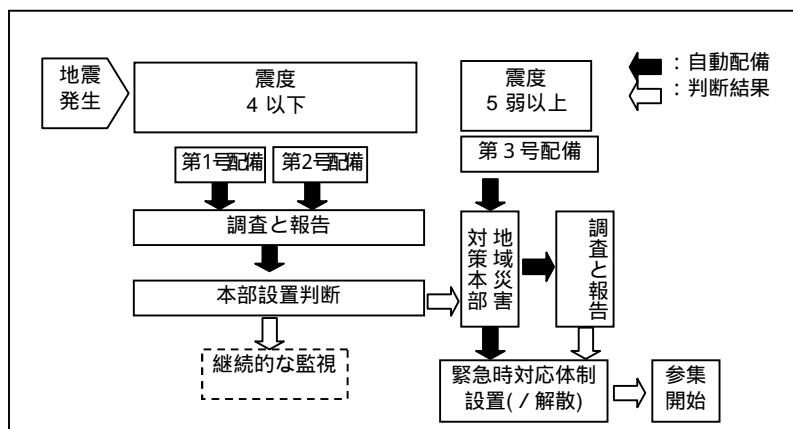 地震
発生
震度
4 以下
震度
5 弱以上
：自動配備
：判断結果
第1号配備
第2号配備
第３号配備
調査と報告
地域災害
対策本部
調査と報告
本部設置判断
継続的な監視
緊急時対応体制
設置( / 解散)
参集
開始